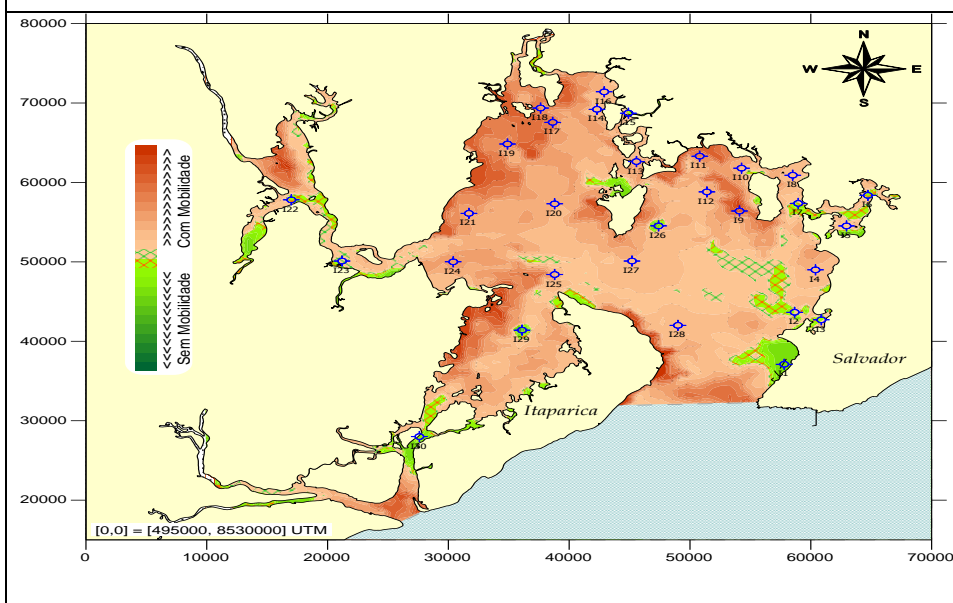 80000
70000
60000
50000
40000
30000
20000
0
10000
20000
30000
40000
50000
60000
70000
N
W
E
S
Com Mobilidade
Sem Mobilidade
I16
I18
I14
I15
I17
I19
I11
I13
I10
I8
I12
I6
I22
I20
I7
I21
I9
I26
I5
I23
I24
I27
I4
I25
I2
I3
I29
I28
I1
I30
Salvador
Itaparica
[0,0] = [495000, 8530000] UTM